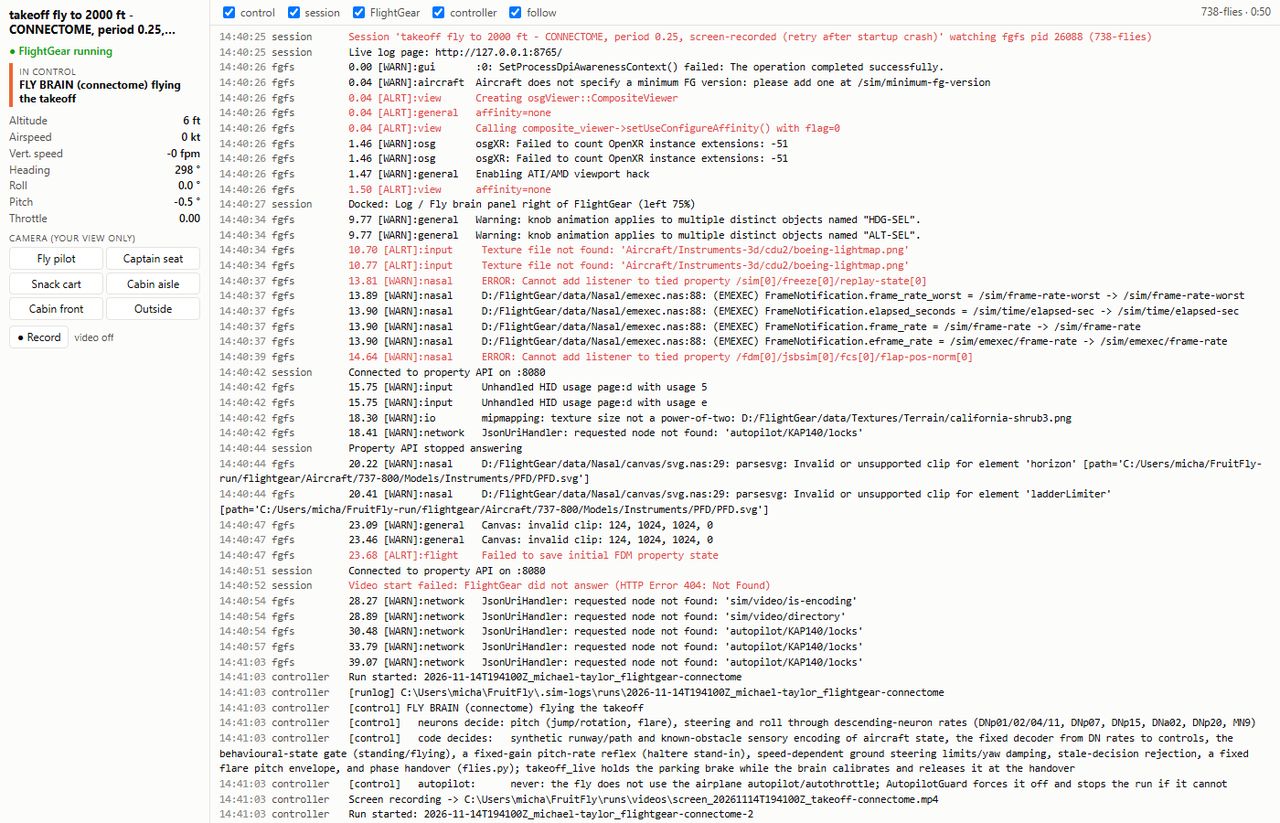 takeoff fly to 2000 ft -
CONNECTOME, period 0.25,...
● FlightGear running
IN CONTROL
FLY BRAIN (connectome) flying
the takeoff
Altitude 6 ft
Airspeed 0 kt
Vert. speed -0 fpm
Heading 298 °
Roll 0.0 °
Pitch -0.5 °
Throttle 0.00
CAMERA (YOUR VIEW ONLY)
Fly pilot Captain seat
Snack cart Cabin aisle
Cabin front Outside
● Record video off
control session FlightGear controller follow 738-flies · 0:50
14:40:25 session Session 'takeoff fly to 2000 ft - CONNECTOME, period 0.25, screen-recorded (retry after startup crash)' watching fgfs pid 26088 (738-flies)
14:40:25 session Live log page: http://127.0.0.1:8765/
14:40:26 fgfs 0.00 [WARN]:gui :0: SetProcessDpiAwarenessContext() failed: The operation completed successfully.
14:40:26 fgfs 0.04 [WARN]:aircraft Aircraft does not specify a minimum FG version: please add one at /sim/minimum-fg-version
14:40:26 fgfs 0.04 [ALRT]:view Creating osgViewer::CompositeViewer
14:40:26 fgfs 0.04 [ALRT]:general affinity=none
14:40:26 fgfs 0.04 [ALRT]:view Calling composite_viewer->setUseConfigureAffinity() with flag=0
14:40:26 fgfs 1.46 [WARN]:osg osgXR: Failed to count OpenXR instance extensions: -51
14:40:26 fgfs 1.46 [WARN]:osg osgXR: Failed to count OpenXR instance extensions: -51
14:40:26 fgfs 1.47 [WARN]:general Enabling ATI/AMD viewport hack
14:40:26 fgfs 1.50 [ALRT]:view affinity=none
14:40:27 session Docked: Log / Fly brain panel right of FlightGear (left 75%)
14:40:34 fgfs 9.77 [WARN]:general Warning: knob animation applies to multiple distinct objects named "HDG-SEL".
14:40:34 fgfs 9.77 [WARN]:general Warning: knob animation applies to multiple distinct objects named "ALT-SEL".
14:40:34 fgfs 10.70 [ALRT]:input Texture file not found: 'Aircraft/Instruments-3d/cdu2/boeing-lightmap.png'
14:40:34 fgfs 10.77 [ALRT]:input Texture file not found: 'Aircraft/Instruments-3d/cdu2/boeing-lightmap.png'
14:40:37 fgfs 13.81 [WARN]:nasal ERROR: Cannot add listener to tied property /sim[0]/freeze[0]/replay-state[0]
14:40:37 fgfs 13.89 [WARN]:nasal D:/FlightGear/data/Nasal/emexec.nas:88: (EMEXEC) FrameNotification.frame_rate_worst = /sim/frame-rate-worst -> /sim/frame-rate-worst
14:40:37 fgfs 13.90 [WARN]:nasal D:/FlightGear/data/Nasal/emexec.nas:88: (EMEXEC) FrameNotification.elapsed_seconds = /sim/time/elapsed-sec -> /sim/time/elapsed-sec
14:40:37 fgfs 13.90 [WARN]:nasal D:/FlightGear/data/Nasal/emexec.nas:88: (EMEXEC) FrameNotification.frame_rate = /sim/frame-rate -> /sim/frame-rate
14:40:37 fgfs 13.90 [WARN]:nasal D:/FlightGear/data/Nasal/emexec.nas:88: (EMEXEC) FrameNotification.eframe_rate = /sim/emexec/frame-rate -> /sim/emexec/frame-rate
14:40:39 fgfs 14.64 [WARN]:nasal ERROR: Cannot add listener to tied property /fdm[0]/jsbsim[0]/fcs[0]/flap-pos-norm[0]
14:40:42 session Connected to property API on :8080
14:40:42 fgfs 15.75 [WARN]:input Unhandled HID usage page:d with usage 5
14:40:42 fgfs 15.75 [WARN]:input Unhandled HID usage page:d with usage e
14:40:42 fgfs 18.30 [WARN]:io mipmapping: texture size not a power-of-two: D:/FlightGear/data/Textures/Terrain/california-shrub3.png
14:40:42 fgfs 18.41 [WARN]:network JsonUriHandler: requested node not found: 'autopilot/KAP140/locks'
14:40:44 session Property API stopped answering
14:40:44 fgfs 20.22 [WARN]:nasal D:/FlightGear/data/Nasal/canvas/svg.nas:29: parsesvg: Invalid or unsupported clip for element 'horizon' [path='C:/Users/micha/FruitFly-
run/flightgear/Aircraft/737-800/Models/Instruments/PFD/PFD.svg']
14:40:44 fgfs 20.41 [WARN]:nasal D:/FlightGear/data/Nasal/canvas/svg.nas:29: parsesvg: Invalid or unsupported clip for element 'ladderLimiter'
[path='C:/Users/micha/FruitFly-run/flightgear/Aircraft/737-800/Models/Instruments/PFD/PFD.svg']
14:40:47 fgfs 23.09 [WARN]:general Canvas: invalid clip: 124, 1024, 1024, 0
14:40:47 fgfs 23.46 [WARN]:general Canvas: invalid clip: 124, 1024, 1024, 0
14:40:47 fgfs 23.68 [ALRT]:flight Failed to save initial FDM property state
14:40:51 session Connected to property API on :8080
14:40:52 session Video start failed: FlightGear did not answer (HTTP Error 404: Not Found)
14:40:54 fgfs 28.27 [WARN]:network JsonUriHandler: requested node not found: 'sim/video/is-encoding'
14:40:54 fgfs 28.89 [WARN]:network JsonUriHandler: requested node not found: 'sim/video/directory'
14:40:54 fgfs 30.48 [WARN]:network JsonUriHandler: requested node not found: 'autopilot/KAP140/locks'
14:40:57 fgfs 33.79 [WARN]:network JsonUriHandler: requested node not found: 'autopilot/KAP140/locks'
14:41:03 fgfs 39.07 [WARN]:network JsonUriHandler: requested node not found: 'autopilot/KAP140/locks'
14:41:03 controller Run started: 2026-11-14T194100Z_michael-taylor_flightgear-connectome
14:41:03 controller [runlog] C:\Users\micha\FruitFly\.sim-logs\runs\2026-11-14T194100Z_michael-taylor_flightgear-connectome
14:41:03 controller [control] FLY BRAIN (connectome) flying the takeoff
14:41:03 controller [control] neurons decide: pitch (jump/rotation, flare), steering and roll through descending-neuron rates (DNp01/02/04/11, DNp07, DNp15, DNa02, DNp20, MN9)
14:41:03 controller [control] code decides: synthetic runway/path and known-obstacle sensory encoding of aircraft state, the fixed decoder from DN rates to controls, the
behavioural-state gate (standing/flying), a fixed-gain pitch-rate reflex (haltere stand-in), speed-dependent ground steering limits/yaw damping, stale-decision rejection, a fixed
flare pitch envelope, and phase handover (flies.py); takeoff_live holds the parking brake while the brain calibrates and releases it at the handover
14:41:03 controller [control] autopilot: never: the fly does not use the airplane autopilot/autothrottle; AutopilotGuard forces it off and stops the run if it cannot
14:41:03 controller Screen recording -> C:\Users\micha\FruitFly\runs\videos\screen_20261114T194100Z_takeoff-connectome.mp4
14:41:03 controller Run started: 2026-11-14T194100Z_michael-taylor_flightgear-connectome-2